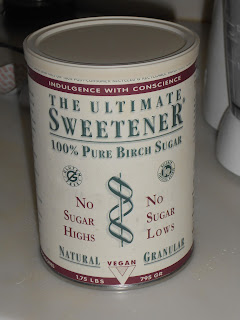 INDULGENCE WITH CONSCIENCE
THE ULTIMATE
SWEETENER®
100% PURE BIRCH SUGAR
NO
SUGAR
HIGHS
NO
SUGAR
LOWS
NATURAL VEGAN GRANULAR
1.75 LBS 795 GR